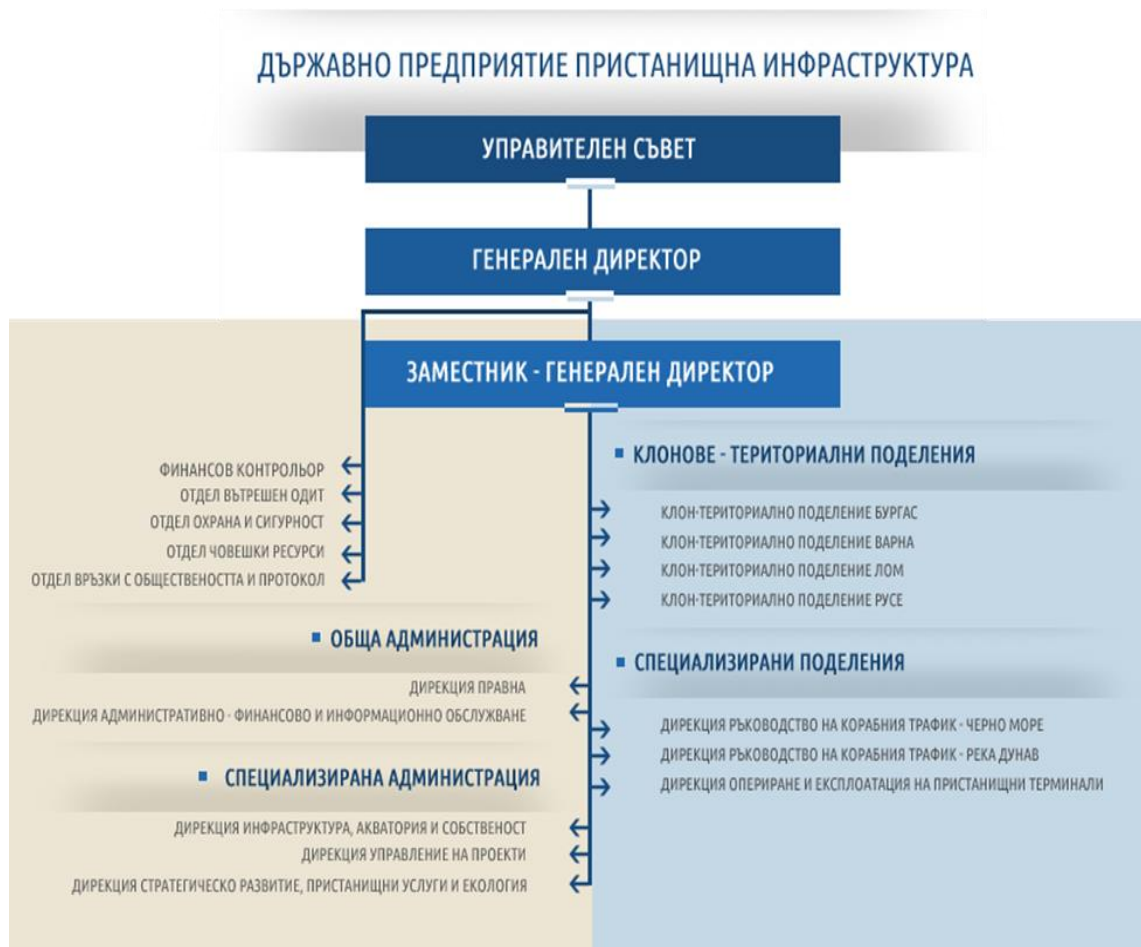 ДЪРЖАВНО ПРЕДПРИЯТИЕ ПРИСТАНИЩНА ИНФРАСТРУКТУРА
УПРАВИТЕЛЕН СЪВЕТ
ГЕНЕРАЛЕН ДИРЕКТОР
ЗАМЕСТНИК - ГЕНЕРАЛЕН ДИРЕКТОР
ФИНАНСОВ КОНТРОЛЬОР
ОТДЕЛ ВЪТРЕШЕН ОДИТ
ОТДЕЛ ОХРАНА И СИГУРНОСТ
ОТДЕЛ ЧОВЕШКИ РЕСУРСИ
ОТДЕЛ ВРЪЗКИ С ОБЩЕСТВЕНОСТТА И ПРОТОКОЛ
ОБЩА АДМИНИСТРАЦИЯ
ДИРЕКЦИЯ ПРАВНА
ДИРЕКЦИЯ АДМИНИСТРАТИВНО - ФИНАНСОВО И ИНФОРМАЦИОННО ОБСЛУЖВАНЕ
СПЕЦИАЛИЗИРАНА АДМИНИСТРАЦИЯ
ДИРЕКЦИЯ ИНФРАСТРУКТУРА, АКВАТОРИЯ И СОБСТВЕНОСТ
ДИРЕКЦИЯ УПРАВЛЕНИЕ НА ПРОЕКТИ
ДИРЕКЦИЯ СТРАТЕГИЧЕСКО РАЗВИТИЕ, ПРИСТАНИЩНИ УСЛУГИ И ЕКОЛОГИЯ
КЛОНОВЕ - ТЕРИТОРИАЛНИ ПОДЕЛЕНИЯ
КЛОН-ТЕРИТОРИАЛНО ПОДЕЛЕНИЕ БУРГАС
КЛОН-ТЕРИТОРИАЛНО ПОДЕЛЕНИЕ ВАРНА
КЛОН-ТЕРИТОРИАЛНО ПОДЕЛЕНИЕ ЛОМ
КЛОН-ТЕРИТОРИАЛНО ПОДЕЛЕНИЕ РУСЕ
СПЕЦИАЛИЗИРАНИ ПОДЕЛЕНИЯ
ДИРЕКЦИЯ РЪКОВОДСТВО НА КОРАБНИЯ ТРАФИК - ЧЕРНО МОРЕ
ДИРЕКЦИЯ РЪКОВОДСТВО НА КОРАБНИЯ ТРАФИК - РЕКА ДУНАВ
ДИРЕКЦИЯ ОПЕРИРАНЕ И ЕКСПЛОАТАЦИЯ НА ПРИСТАНИЩНИ ТЕРМИНАЛИ